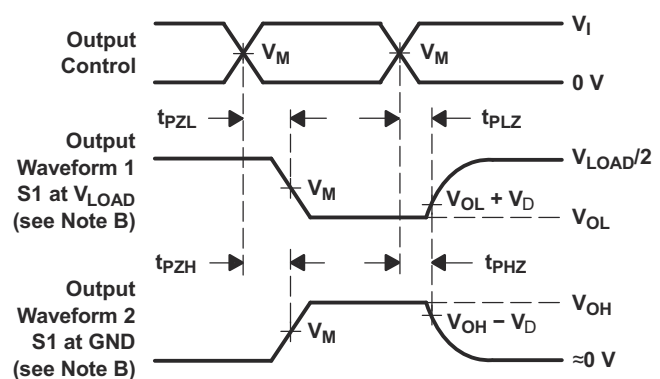 Output
Control
V_M
V_M
V_I
0 V
t_PZL
t_PLZ
Output
Waveform 1
S1 at V_LOAD
(see Note B)
V_M
V_OL + V_D
V_LOAD/2
V_OL
t_PZH
t_PHZ
Output
Waveform 2
S1 at GND
(see Note B)
V_M
V_OH − V_D
V_OH
≈0 V